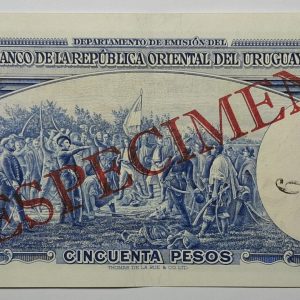 DEPARTAMENTO DE EMISIÓN DEL
BANCO DE LA REPÚBLICA ORIENTAL DEL URUGUAY
ESPECIMEN
CINCUENTA PESOS
THOMAS DE LA RUE & CO. LTD.